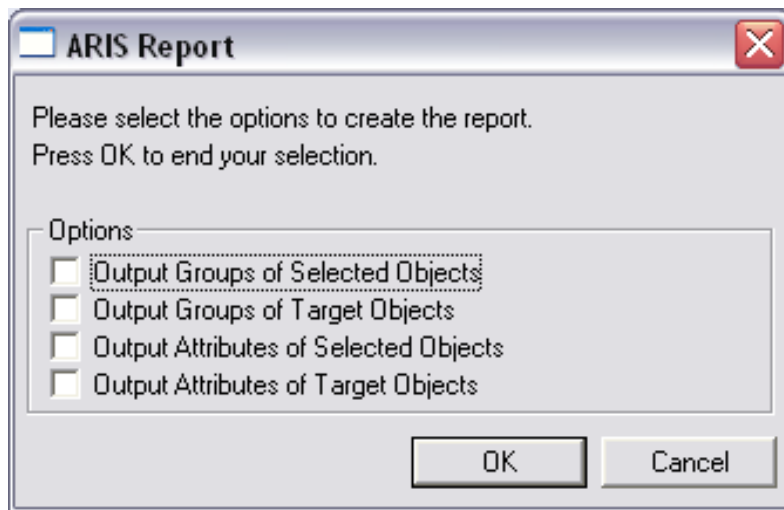 ARIS Report
Please select the options to create the report.
Press OK to end your selection.
Options
Output Groups of Selected Objects
Output Groups of Target Objects
Output Attributes of Selected Objects
Output Attributes of Target Objects
OK
Cancel